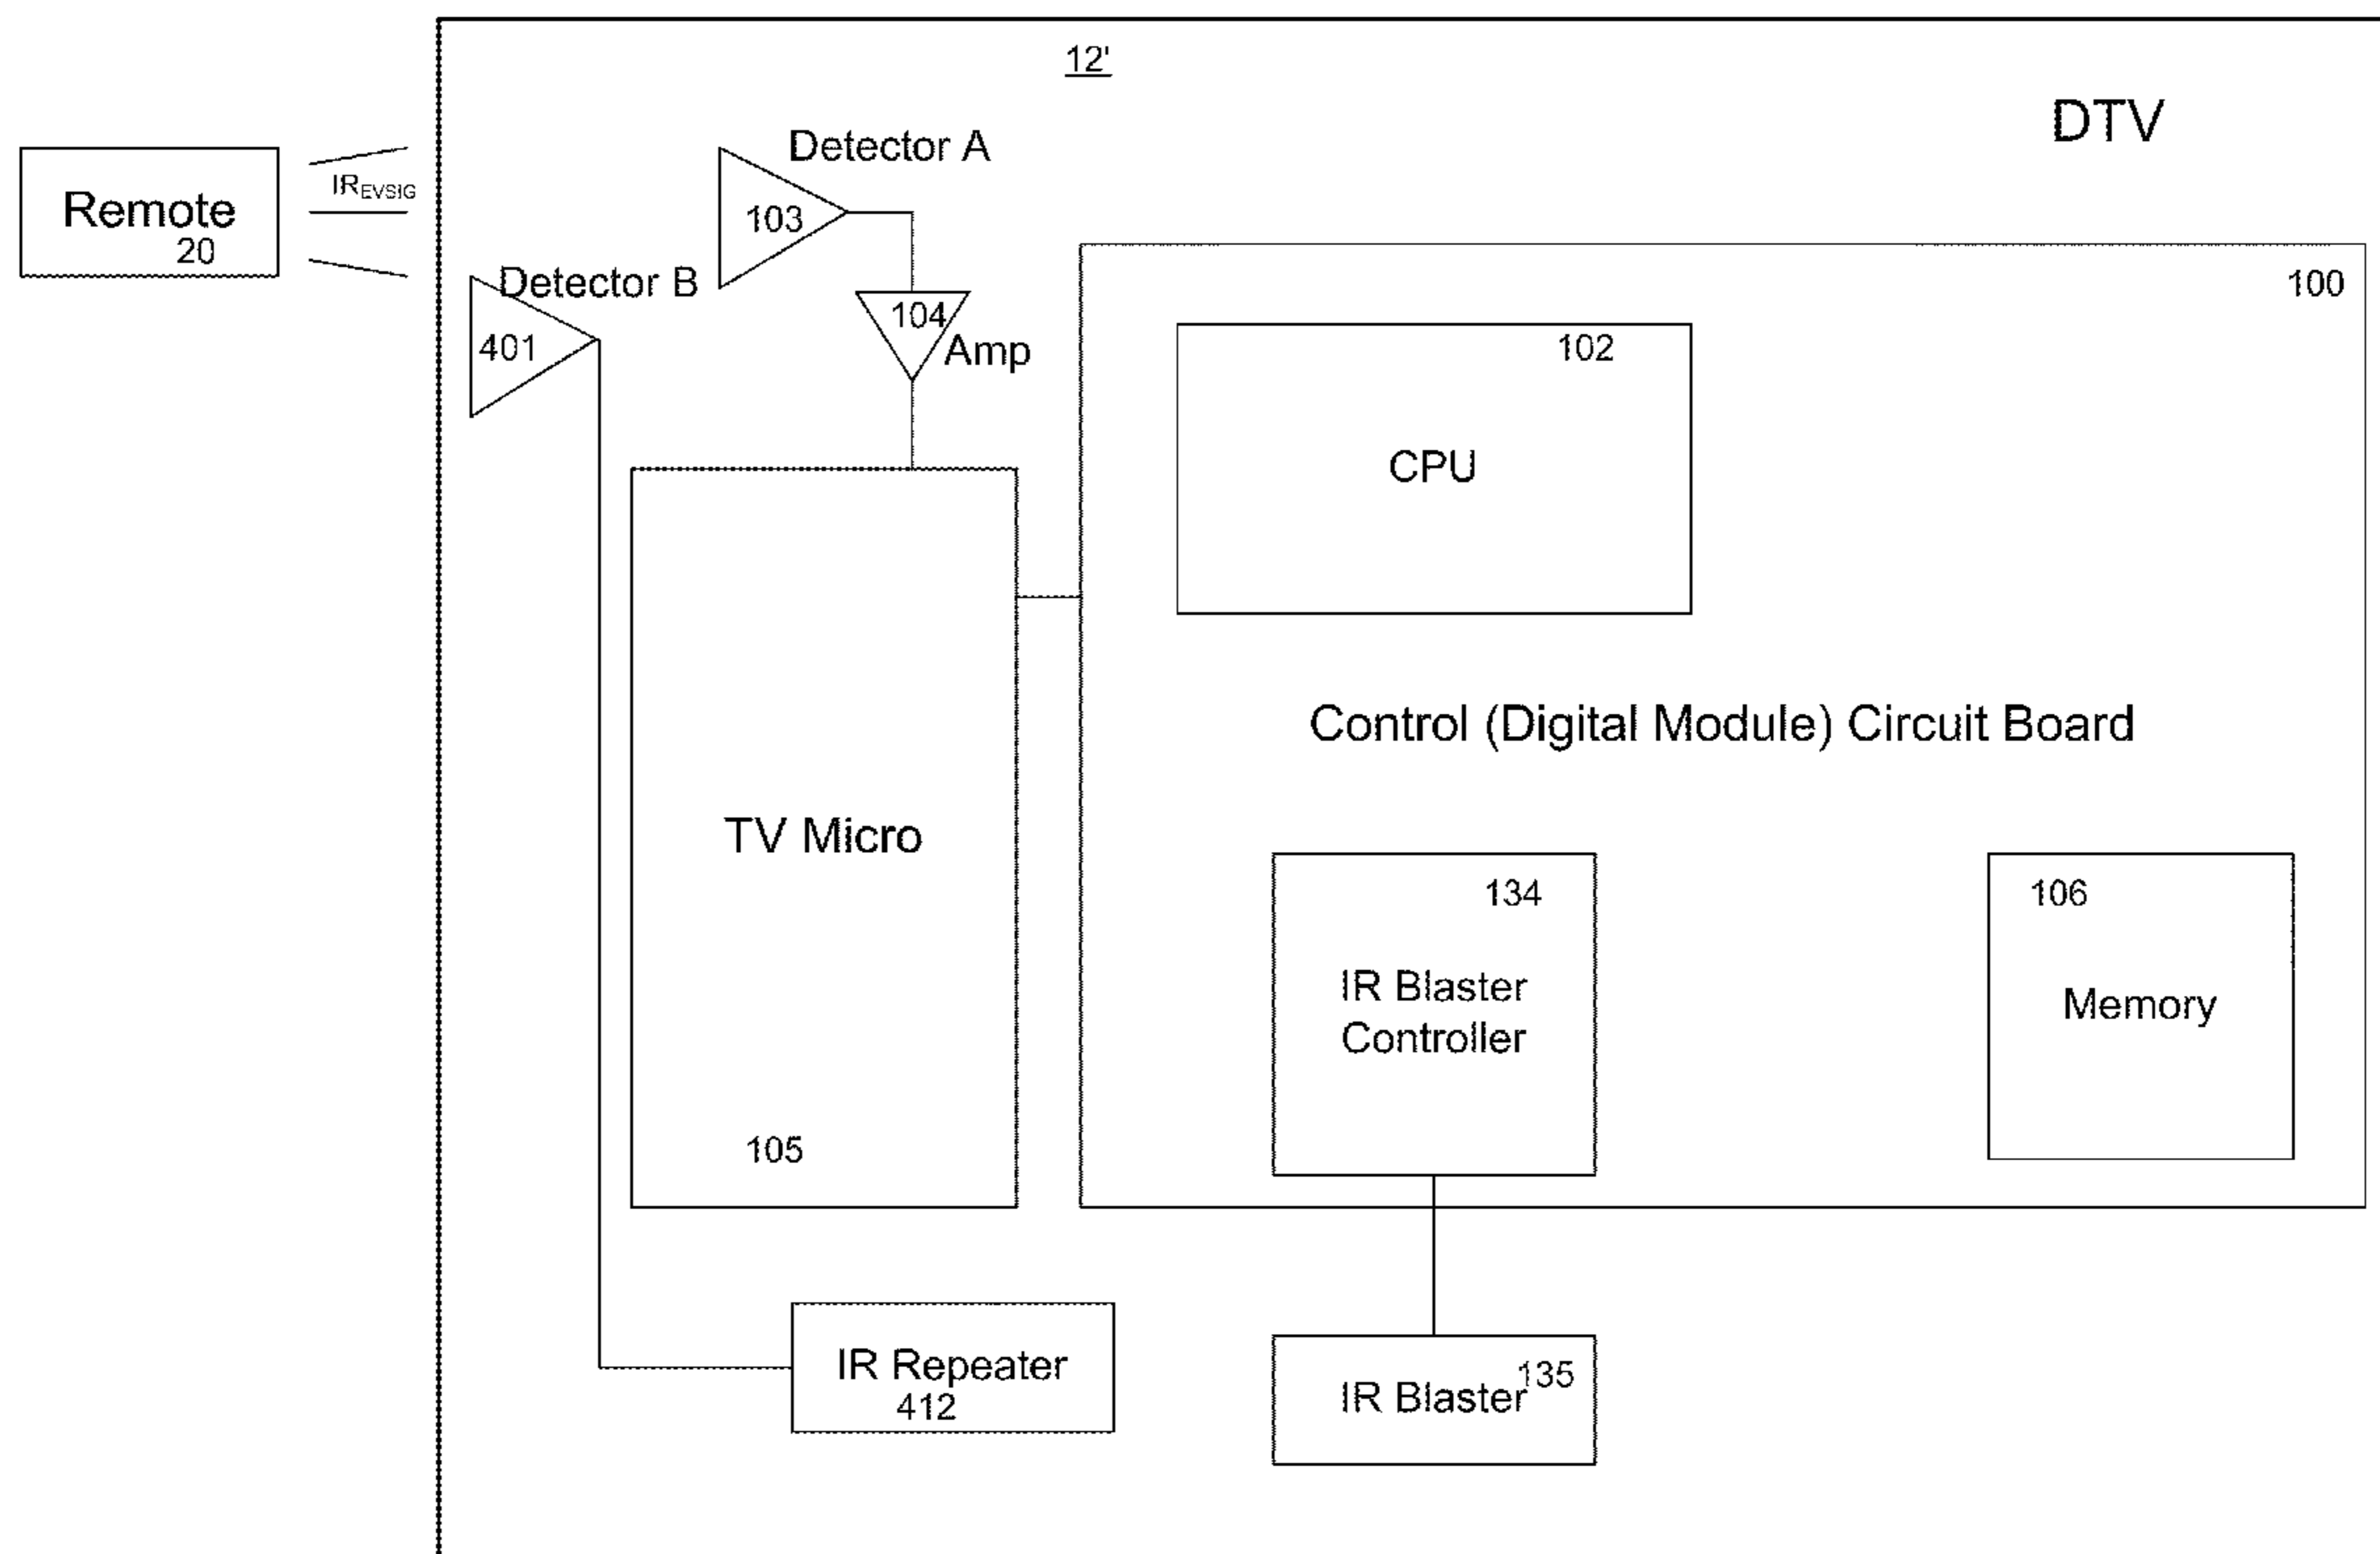 12'
DTV
Detector A
103
IR_EVSIG
Remote
20
Detector B
401
104
Amp
100
102
CPU
Control (Digital Module) Circuit Board
TV Micro
105
134
IR Blaster
Controller
106
Memory
IR Repeater
412
135
IR Blaster